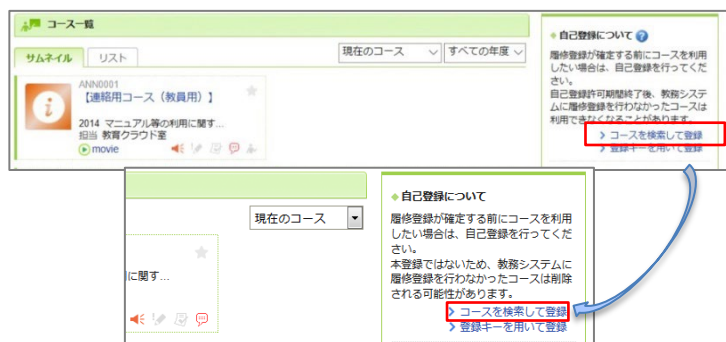 コース一覧
サムネイル リスト
現在のコース すべての年度
ANN0001
【連絡用コース（教員用）】
2014 マニュアル等の利用に関す...
担当 教育クラウド室
movie
自己登録について
履修登録が確定する前にコースを利用
したい場合は、自己登録を行ってくだ
さい。
自己登録許可期間終了後、教務システ
ムに履修登録を行わなかったコースは
利用できなくなることがあります。
コースを検索して登録
登録キーを用いて登録
現在のコース
に関す...
自己登録について
履修登録が確定する前にコースを利用
したい場合は、自己登録を行ってくだ
さい。
本登録ではないため、教務システムに
履修登録を行わなかったコースは削除
される可能性があります。
コースを検索して登録
登録キーを用いて登録